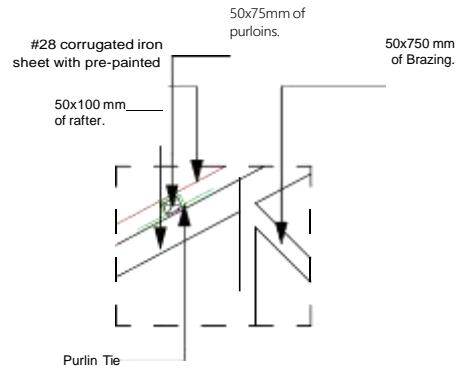 50x75mm of
purloins.
#28 corrugated iron
sheet with pre-painted
50x750 mm
of Brazing.
50x100 mm
of rafter.
Purlin Tie